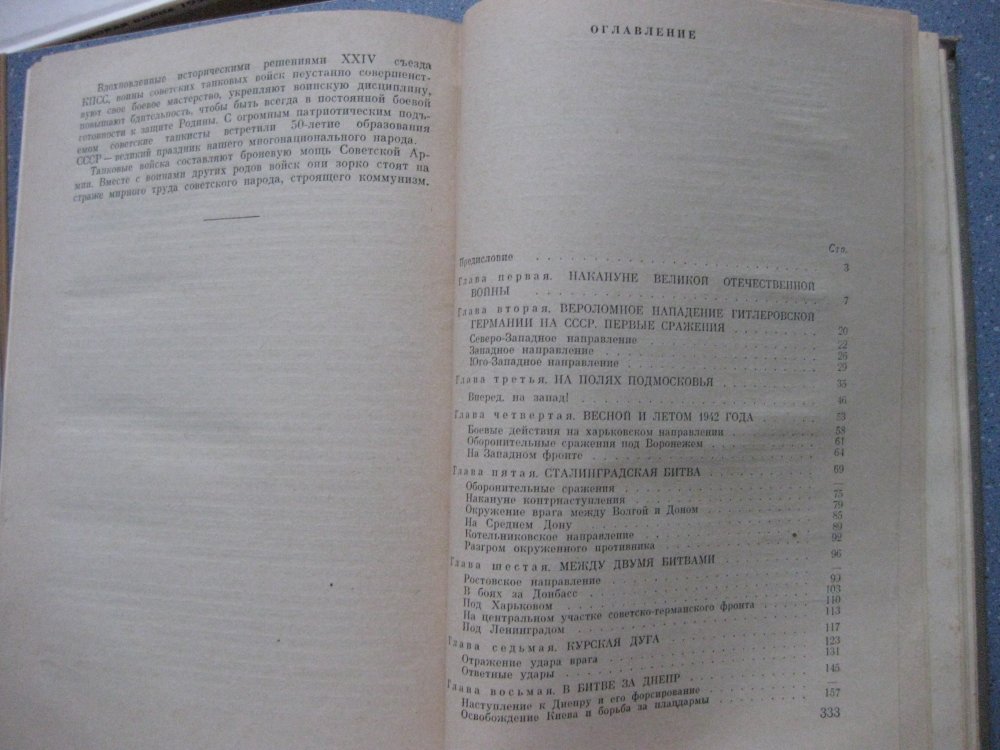 Вдохновленные историческими решениями XXIV съезда
КПСС, воины советских танковых войск неустанно совершенст-
вуют свое боевое мастерство, укрепляют воинскую дисциплину,
повышают бдительность, чтобы быть всегда в постоянной боевой
готовности к защите Родины. С огромным патриотическим подъ-
емом советские танкисты встретили 50-летие образования
СССР — великий праздник нашего многонационального народа.
Танковые войска составляют броневую мощь Советской Ар-
мии. Вместе с воинами других родов войск они зорко стоят на
страже мирного труда советского народа, строящего коммунизм.
ОГЛАВЛЕНИЕ
Стр.
Предисловие 3
Глава первая. НАКАНУНЕ ВЕЛИКОЙ ОТЕЧЕСТВЕННОЙ
ВОЙНЫ 7
Глава вторая. ВЕРОЛОМНОЕ НАПАДЕНИЕ ГИТЛЕРОВСКОЙ
ГЕРМАНИИ НА СССР. ПЕРВЫЕ СРАЖЕНИЯ 20
Северо-Западное направление 22
Западное направление 26
Юго-Западное направление 29
Глава третья. НА ПОЛЯХ ПОДМОСКОВЬЯ 35
Вперед, на запад! 46
Глава четвертая. ВЕСНОЙ И ЛЕТОМ 1942 ГОДА 53
Боевые действия на харьковском направлении 58
Оборонительные сражения под Воронежем 61
На Западном фронте 64
Глава пятая. СТАЛИНГРАДСКАЯ БИТВА 69
Оборонительные сражения —
Накануне контрнаступления 75
Окружение врага между Волгой и Доном 79
На Среднем Дону 85
Котельниковское направление 89
Разгром окруженного противника 92
Глава шестая. МЕЖДУ ДВУМЯ БИТВАМИ 96
Ростовское направление —
В боях за Донбасс 99
Под Харьковом 103
На центральном участке советско-германского фронта 110
Под Ленинградом 113
Глава седьмая. КУРСКАЯ ДУГА 117
Отражение удара врага 123
Ответные удары 131
Глава восьмая. В БИТВЕ ЗА ДНЕПР 145
Наступление к Днепру и его форсирование —
Освобождение Киева и борьба за плацдармы 157
333